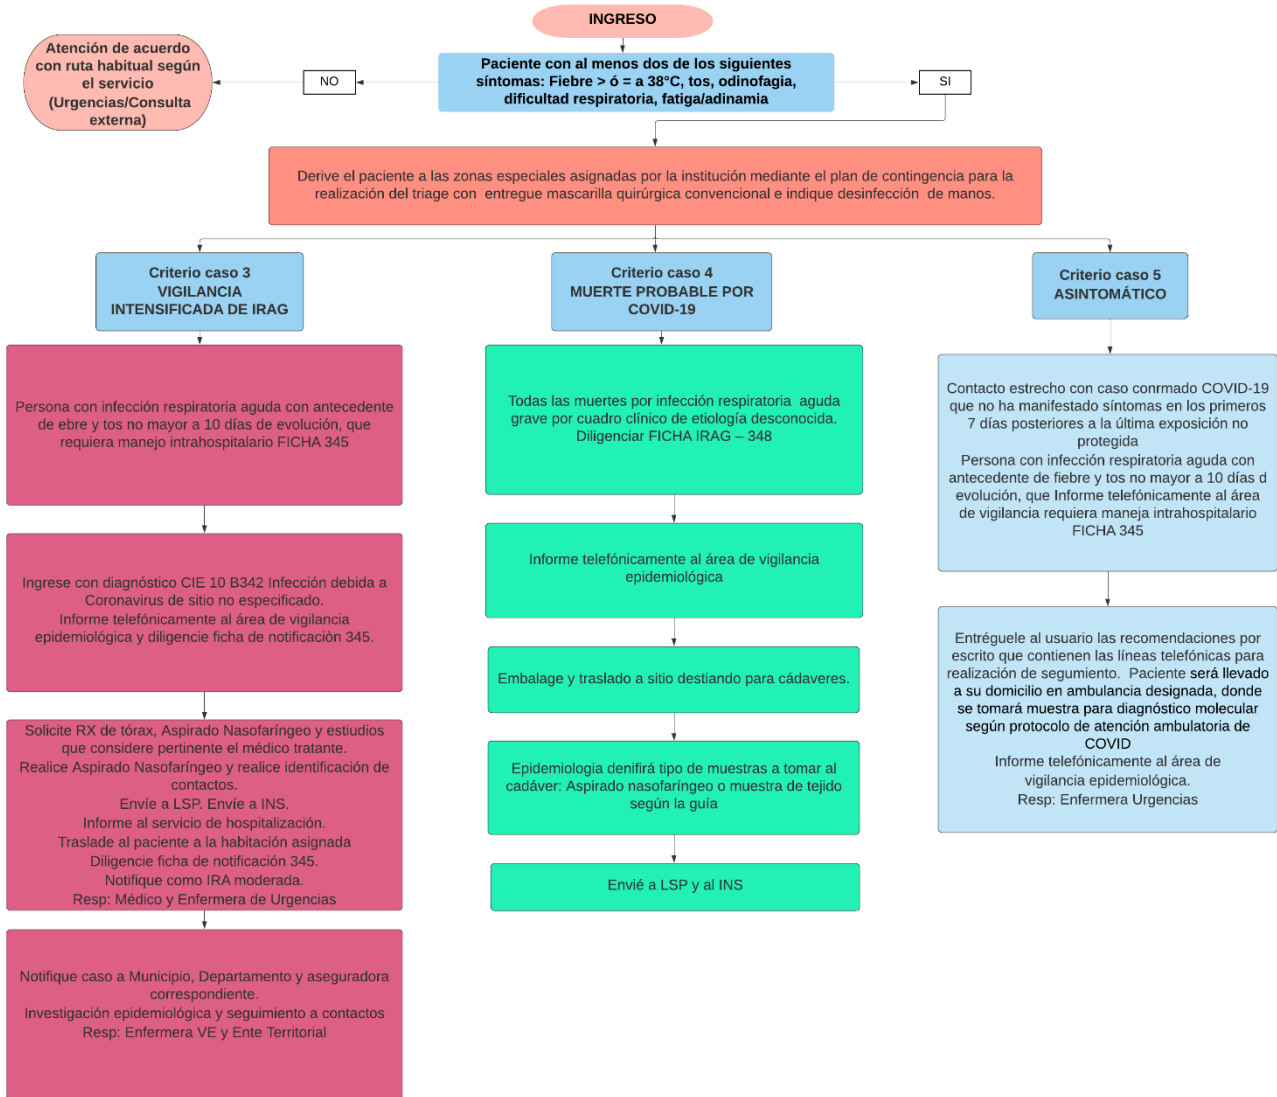 INGRESO
Atención de acuerdo
con ruta habitual según
el servicio
(Urgencias/Consulta
externa)
NO
Paciente con al menos dos de los siguientes
síntomas: Fiebre > ó = a 38°C, tos, odinofagia,
dificultad respiratoria, fatiga/adinamia
SI
Derive el paciente a las zonas especiales asignadas por la institución mediante el plan de contingencia para la
realización del triage con entregue mascarilla quirúrgica convencional e indique desinfección de manos.
Criterio caso 3
VIGILANCIA
INTENSIFICADA DE IRAG
Persona con infección respiratoria aguda con antecedente
de ebre y tos no mayor a 10 días de evolución, que
requiera manejo intrahospitalario FICHA 345
Ingrese con diagnóstico CIE 10 B342 Infección debida a
Coronavirus de sitio no especificado.
Informe telefónicamente al área de vigilancia
epidemiológica y diligencie ficha de notificaciòn 345.
Solicite RX de tórax, Aspirado Nasofaríngeo y estiudios
que considere pertinente el médico tratante.
Realice Aspirado Nasofaríngeo y realice identificación de
contactos.
Envíe a LSP. Envíe a INS.
Informe al servicio de hospitalización.
Traslade al paciente a la habitación asignada
Diligencie ficha de notificación 345.
Notifique como IRA moderada.
Resp: Médico y Enfermera de Urgencias
Notifique caso a Municipio, Departamento y aseguradora
correspondiente.
Investigación epidemiológica y seguimiento a contactos
Resp: Enfermera VE y Ente Territorial
Criterio caso 4
MUERTE PROBABLE POR
COVID-19
Todas las muertes por infección respiratoria aguda
grave por cuadro clínico de etiología desconocida.
Diligenciar FICHA IRAG – 348
Informe telefónicamente al área de vigilancia
epidemiológica
Embalage y traslado a sitio destiando para cádaveres.
Epidemiologia denifirá tipo de muestras a tomar al
cadáver: Aspirado nasofaríngeo o muestra de tejido
según la guía
Envié a LSP y al INS
Criterio caso 5
ASINTOMÁTICO
Contacto estrecho con caso conrmado COVID-19
que no ha manifestado síntomas en los primeros
7 días posteriores a la última exposición no
protegida
Persona con infección respiratoria aguda con
antecedente de fiebre y tos no mayor a 10 días d
evolución, que Informe telefónicamente al área
de vigilancia requiera maneja intrahospitalario
FICHA 345
Entréguele al usuario las recomendaciones por
escrito que contienen las líneas telefónicas para
realización de segumiento. Paciente será llevado
a su domicilio en ambulancia designada, donde
se tomará muestra para diagnóstico molecular
según protocolo de atención ambulatoria de
COVID
Informe telefónicamente al área de
vigilancia epidemiológica.
Resp: Enfermera Urgencias